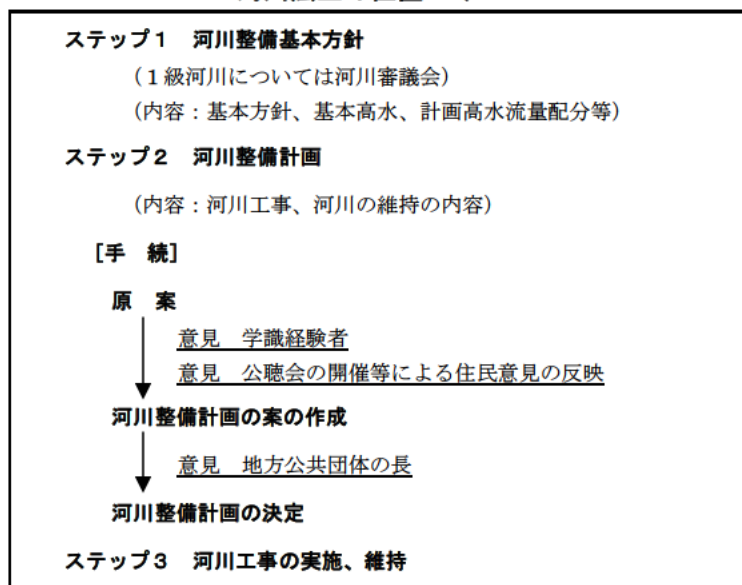 ステップ１　河川整備基本方針
（１級河川については河川審議会）
（内容：基本方針、基本高水、計画高水流量配分等）
ステップ２　河川整備計画
（内容：河川工事、河川の維持の内容）
［手　続］
原　案
意見　学識経験者
意見　公聴会の開催等による住民意見の反映
河川整備計画の案の作成
意見　地方公共団体の長
河川整備計画の決定
ステップ３　河川工事の実施、維持